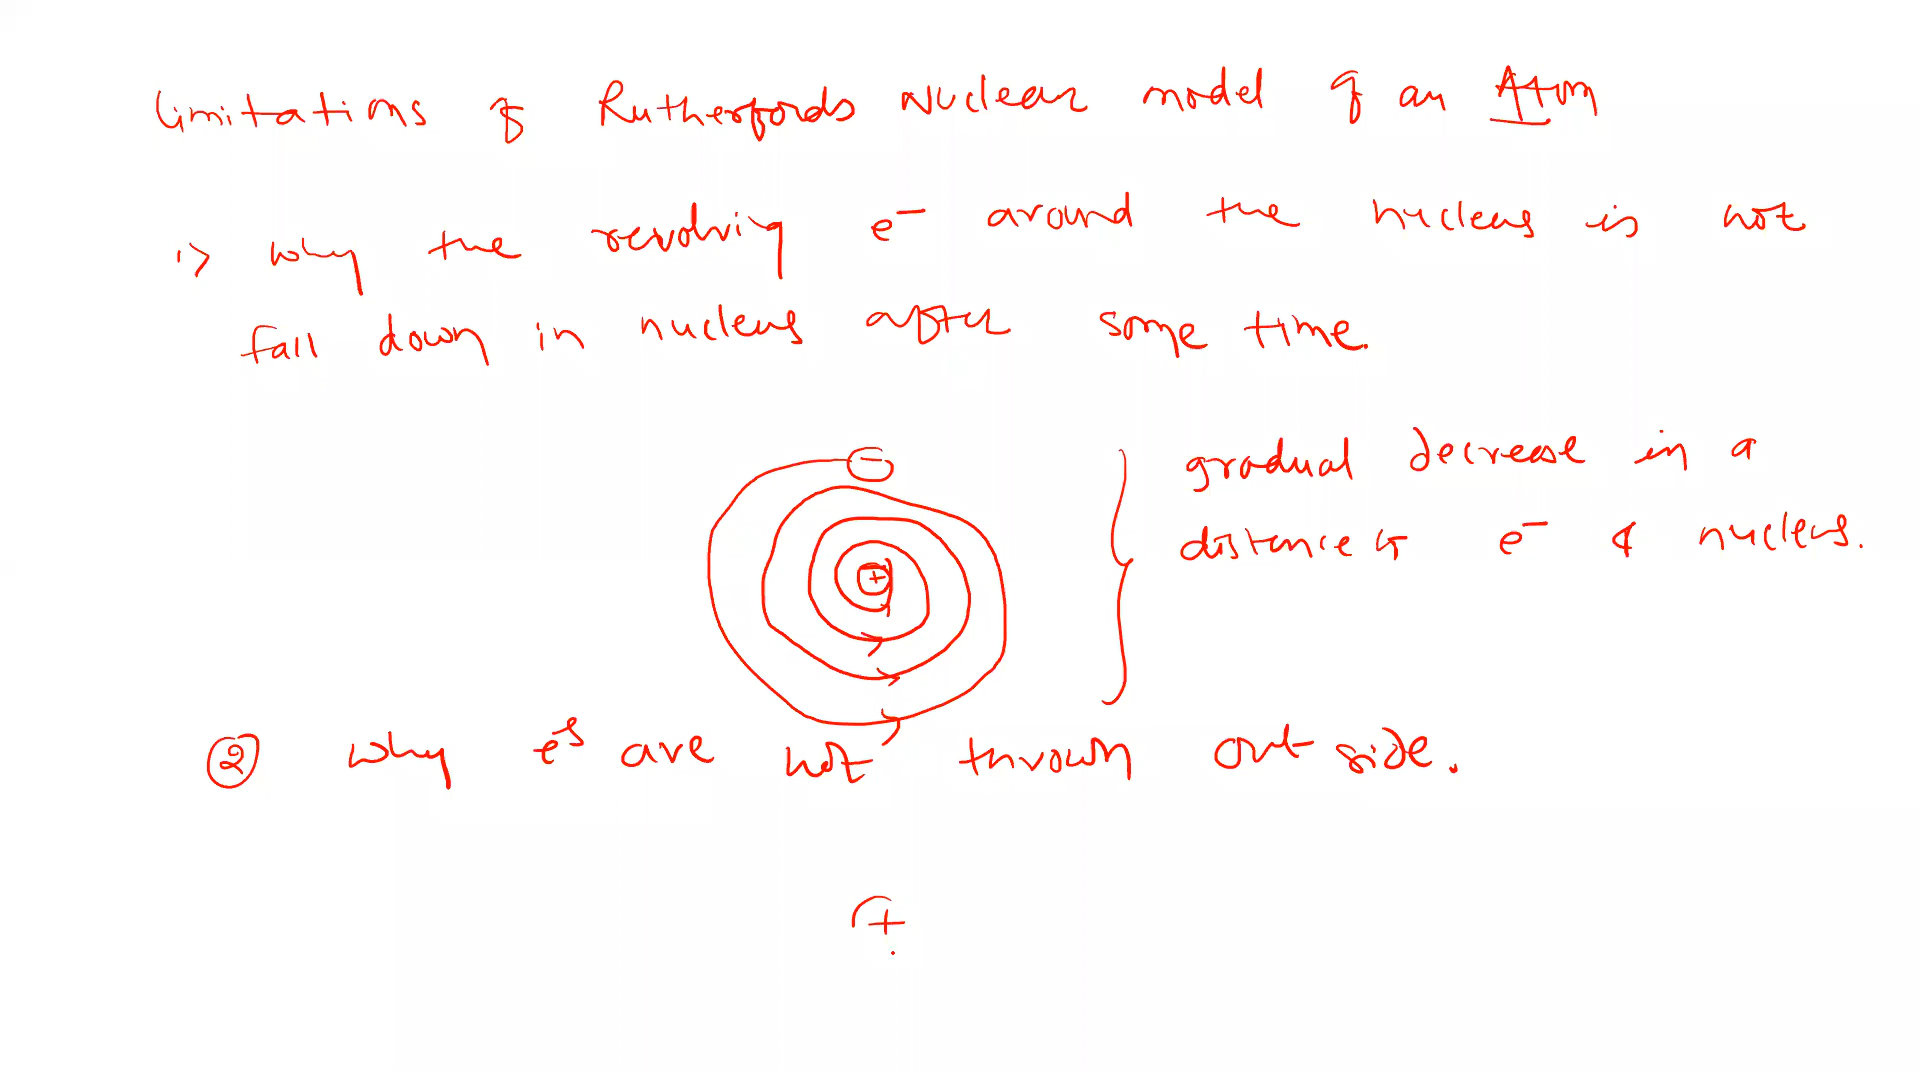 limitations of Rutherfords Nuclear model of an Atom
1> why the revolving e⁻ around the nucleus is not
fall down in nucleus after some time.
gradual decrease in a
distance b/w e⁻ & nucleus.
② why eˢ are not thrown out side.
−
+
+